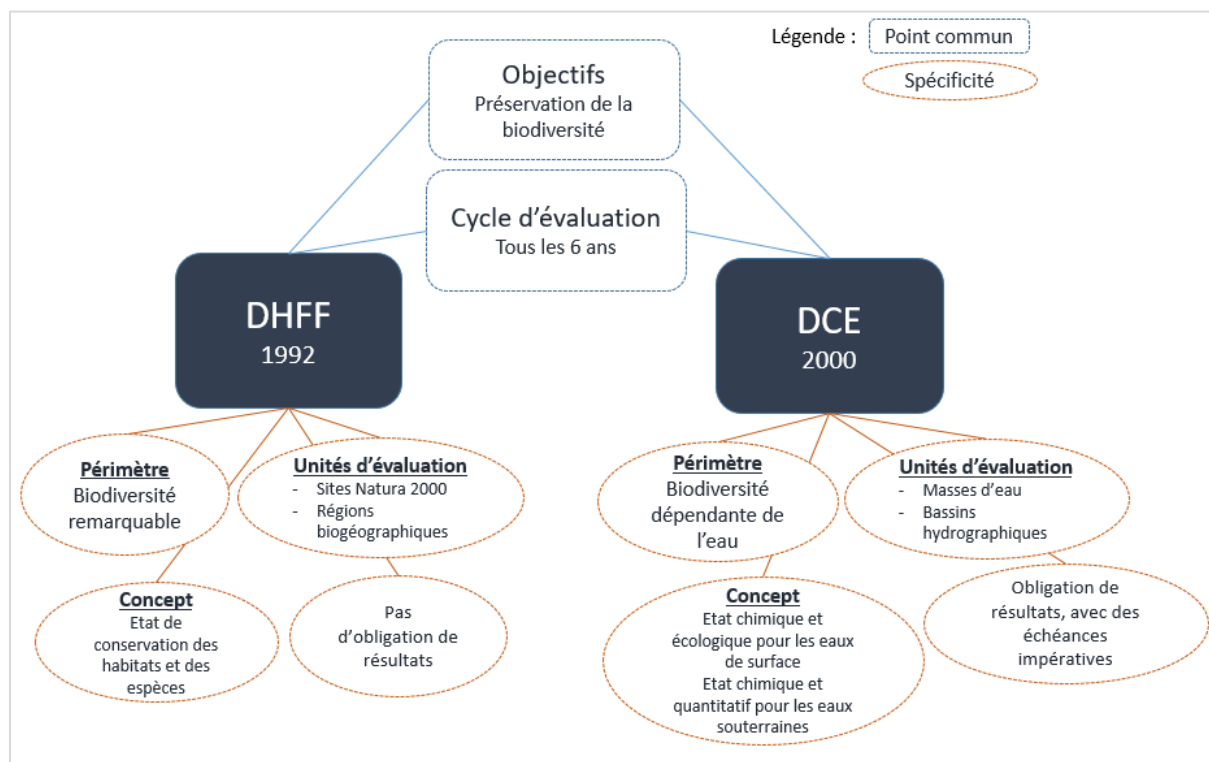 Légende :
Point commun
Spécificité
Objectifs
Préservation de la
biodiversité
Cycle d'évaluation
Tous les 6 ans
DHFF
1992
DCE
2000
Périmètre
Biodiversité
remarquable
Unités d'évaluation
- Sites Natura 2000
- Régions
biogéographiques
Concept
Etat de
conservation des
habitats et des
espèces
Pas
d'obligation de
résultats
Périmètre
Biodiversité
dépendante de
l'eau
Unités d'évaluation
- Masses d'eau
- Bassins
hydrographiques
Concept
Etat chimique et
écologique pour les eaux
de surface
Etat chimique et
quantitatif pour les eaux
souterraines
Obligation de
résultats, avec des
échéances
impératives